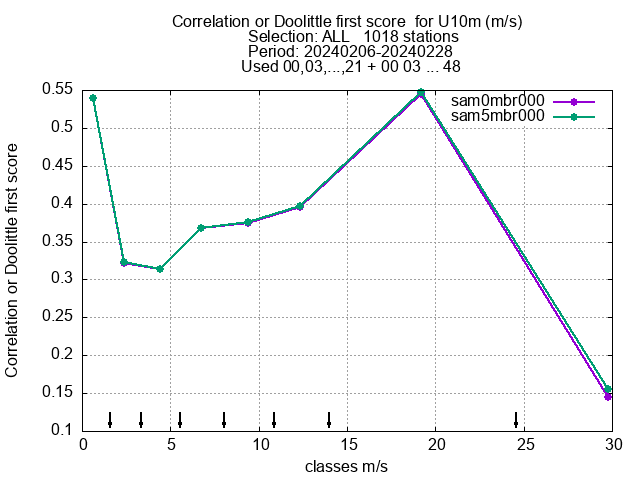 Correlation or Doolittle first score  for U10m (m/s)
Selection: ALL   1018 stations
Period: 20240206-20240228
Used 00,03,...,21 + 00 03 ... 48
sam0mbr000
sam5mbr000
Correlation or Doolittle first score
0.55
0.5
0.45
0.4
0.35
0.3
0.25
0.2
0.15
0.1
0 5 10 15 20 25 30
classes m/s